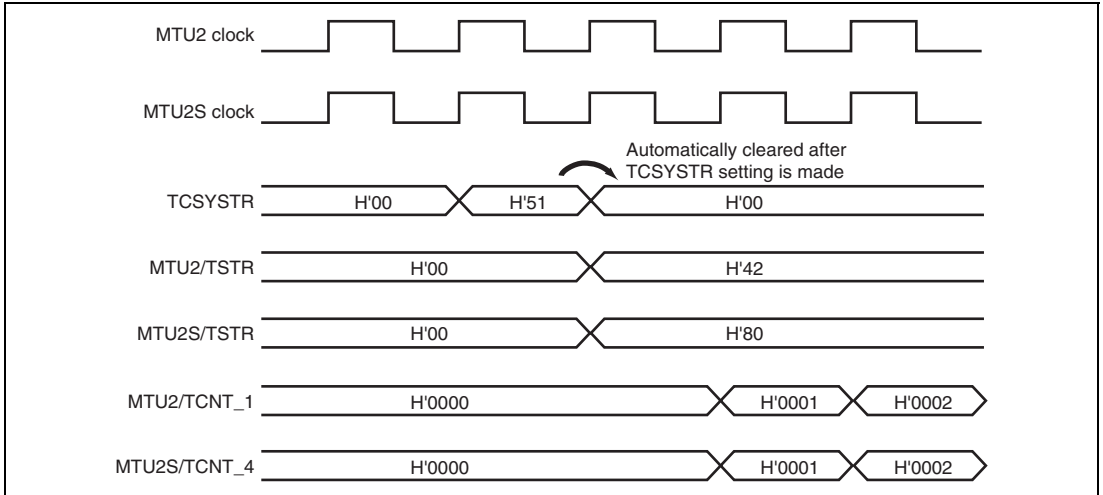 MTU2 clock
MTU2S clock
Automatically cleared after
TCSYSTR setting is made
TCSYSTR H'00 H'51 H'00
MTU2/TSTR H'00 H'42
MTU2S/TSTR H'00 H'80
MTU2/TCNT_1 H'0000 H'0001 H'0002
MTU2S/TCNT_4 H'0000 H'0001 H'0002